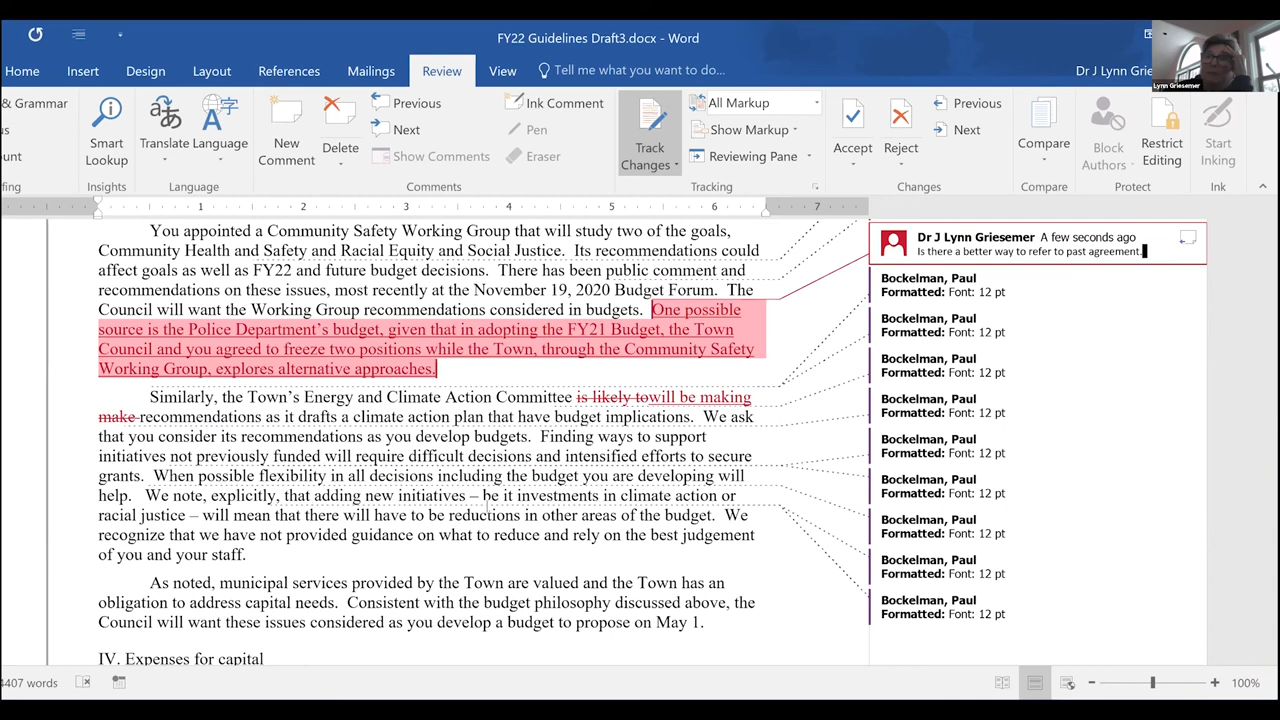 FY22 Guidelines Draft3.docx - Word
Home Insert Design Layout References Mailings Review View Tell me what you want to do... Dr J Lynn Grie
Lynn Griesemer
& Grammar
Smart Lookup
Insights
Translate Language
Language
New Comment
Delete
Previous
Next
Show Comments
Ink Comment
Pen
Eraser
Comments
Track Changes
All Markup
Show Markup
Reviewing Pane
Tracking
Accept Reject
Previous
Next
Changes
Compare
Compare
Block Authors
Restrict Editing
Protect
Start Inking
Ink
1 2 3 4 5 6 7
You appointed a Community Safety Working Group that will study two of the goals,
Community Health and Safety and Racial Equity and Social Justice. Its recommendations could
affect goals as well as FY22 and future budget decisions. There has been public comment and
recommendations on these issues, most recently at the November 19, 2020 Budget Forum. The
Council will want the Working Group recommendations considered in budgets. One possible
source is the Police Department's budget, given that in adopting the FY21 Budget, the Town
Council and you agreed to freeze two positions while the Town, through the Community Safety
Working Group, explores alternative approaches.
Similarly, the Town's Energy and Climate Action Committee is likely towill be making
make recommendations as it drafts a climate action plan that have budget implications. We ask
that you consider its recommendations as you develop budgets. Finding ways to support
initiatives not previously funded will require difficult decisions and intensified efforts to secure
grants. When possible flexibility in all decisions including the budget you are developing will
help. We note, explicitly, that adding new initiatives – be it investments in climate action or
racial justice – will mean that there will have to be reductions in other areas of the budget. We
recognize that we have not provided guidance on what to reduce and rely on the best judgement
of you and your staff.
As noted, municipal services provided by the Town are valued and the Town has an
obligation to address capital needs. Consistent with the budget philosophy discussed above, the
Council will want these issues considered as you develop a budget to propose on May 1.
IV. Expenses for capital
Dr J Lynn Griesemer A few seconds ago
Is there a better way to refer to past agreement.
Bockelman, Paul
Formatted: Font: 12 pt
Bockelman, Paul
Formatted: Font: 12 pt
Bockelman, Paul
Formatted: Font: 12 pt
Bockelman, Paul
Formatted: Font: 12 pt
Bockelman, Paul
Formatted: Font: 12 pt
Bockelman, Paul
Formatted: Font: 12 pt
Bockelman, Paul
Formatted: Font: 12 pt
Bockelman, Paul
Formatted: Font: 12 pt
Bockelman, Paul
Formatted: Font: 12 pt
4407 words
100%